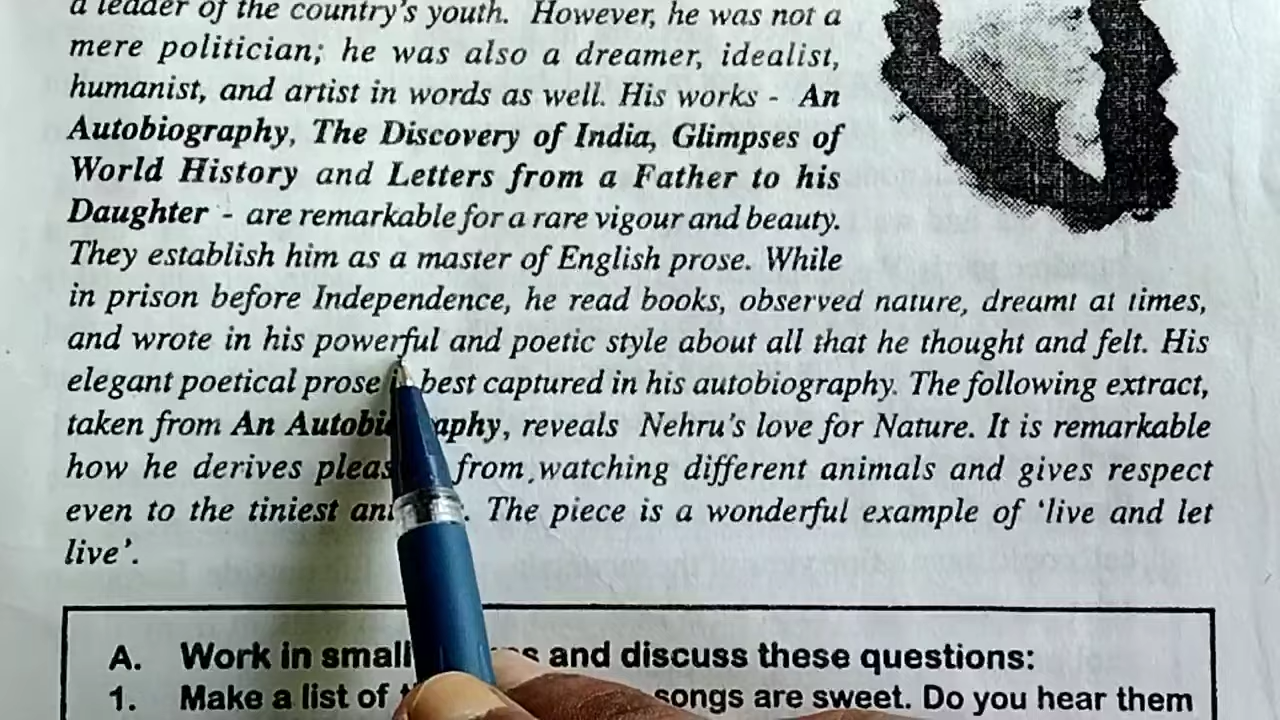 a leader of the country's youth. However, he was not a
mere politician; he was also a dreamer, idealist,
humanist, and artist in words as well. His works - An
Autobiography, The Discovery of India, Glimpses of
World History and Letters from a Father to his
Daughter - are remarkable for a rare vigour and beauty.
They establish him as a master of English prose. While
in prison before Independence, he read books, observed nature, dreamt at times,
and wrote in his powerful and poetic style about all that he thought and felt. His
elegant poetical prose best captured in his autobiography. The following extract,
taken from An Autobiography, reveals Nehru's love for Nature. It is remarkable
how he derives from watching different animals and gives respect
even to the tiniest The piece is a wonderful example of 'live and let
live'.
A. Work in small and discuss these questions:
1. Make a list of songs are sweet. Do you hear them